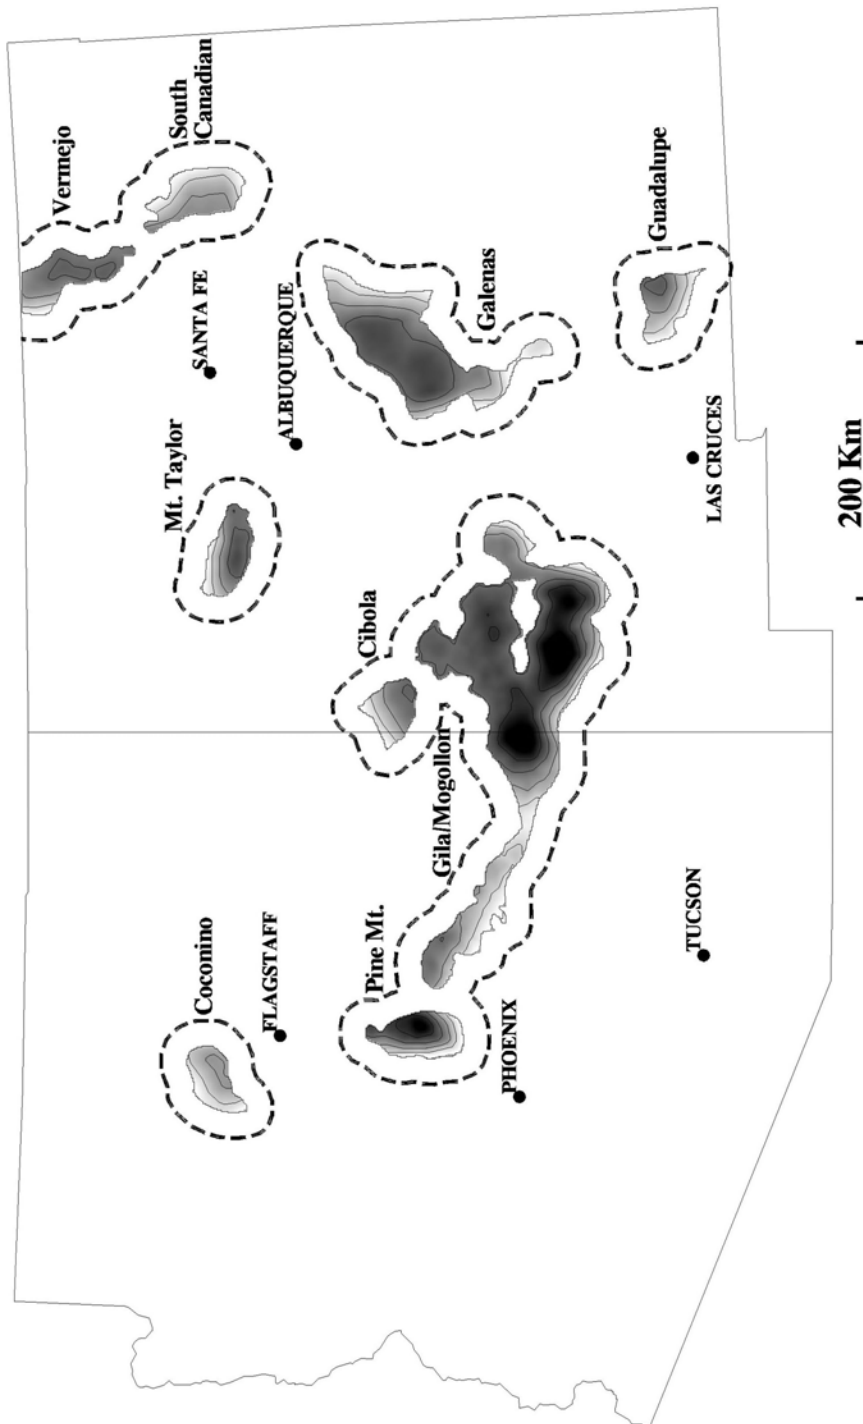 Vermejo
South
Canadian
SANTA FE
Mt. Taylor
ALBUQUERQUE
Galenas
Guadalupe
LAS CRUCES
Cibola
Gila/Mogollon
Coconino
FLAGSTAFF
Pine Mt.
PHOENIX
TUCSON
200 Km